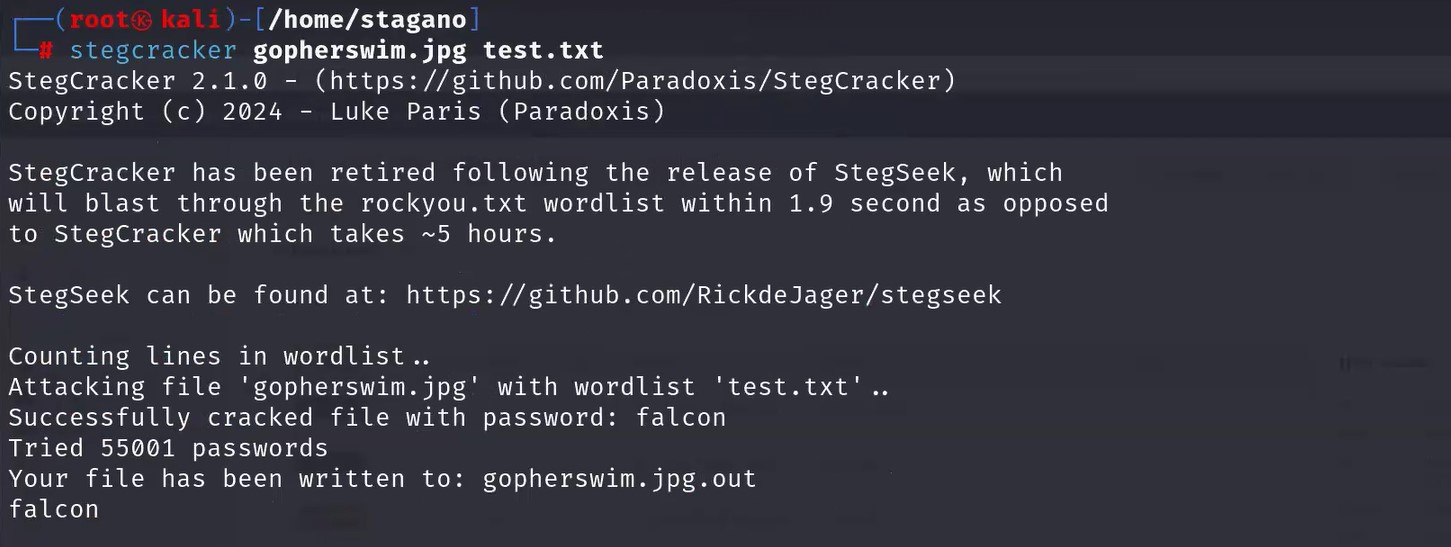 (root㉿kali)-[/home/stagano]
# stegcracker gopherswim.jpg test.txt
StegCracker 2.1.0 - (https://github.com/Paradoxis/StegCracker)
Copyright (c) 2024 - Luke Paris (Paradoxis)
StegCracker has been retired following the release of StegSeek, which
will blast through the rockyou.txt wordlist within 1.9 second as opposed
to StegCracker which takes ~5 hours.
StegSeek can be found at: https://github.com/RickdeJager/stegseek
Counting lines in wordlist..
Attacking file 'gopherswim.jpg' with wordlist 'test.txt'..
Successfully cracked file with password: falcon
Tried 55001 passwords
Your file has been written to: gopherswim.jpg.out
falcon